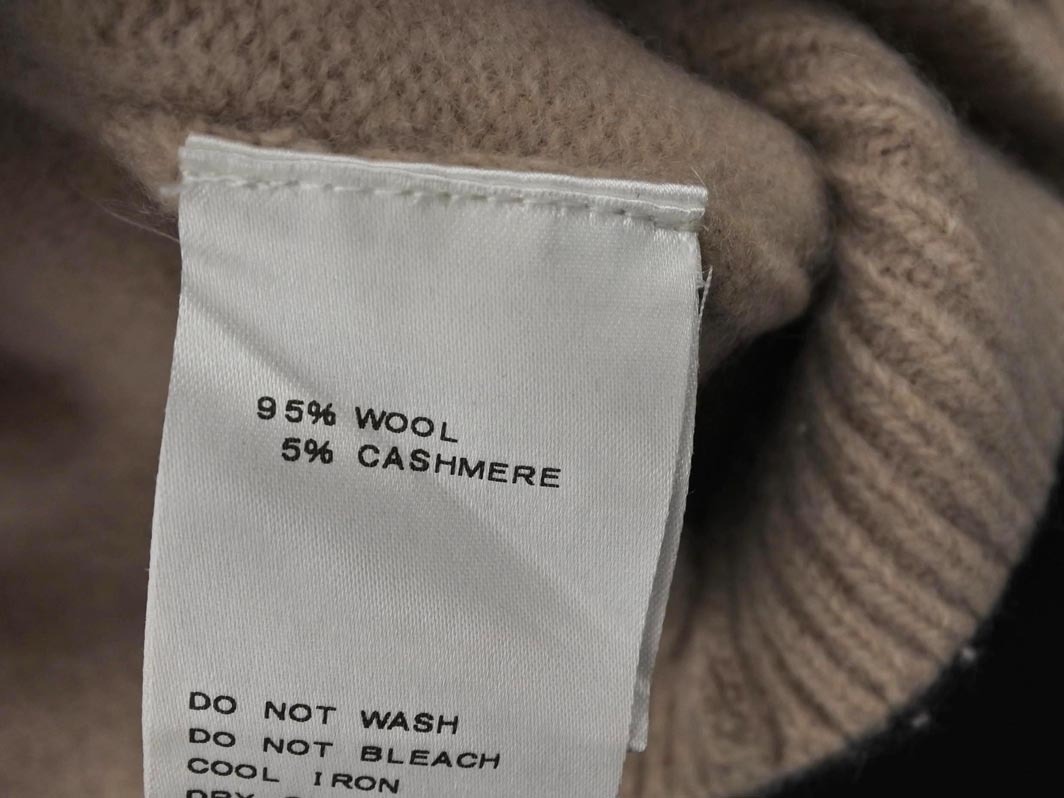 95% WOOL
5% CASHMERE
DO NOT WASH
DO NOT BLEACH
COOL IRON